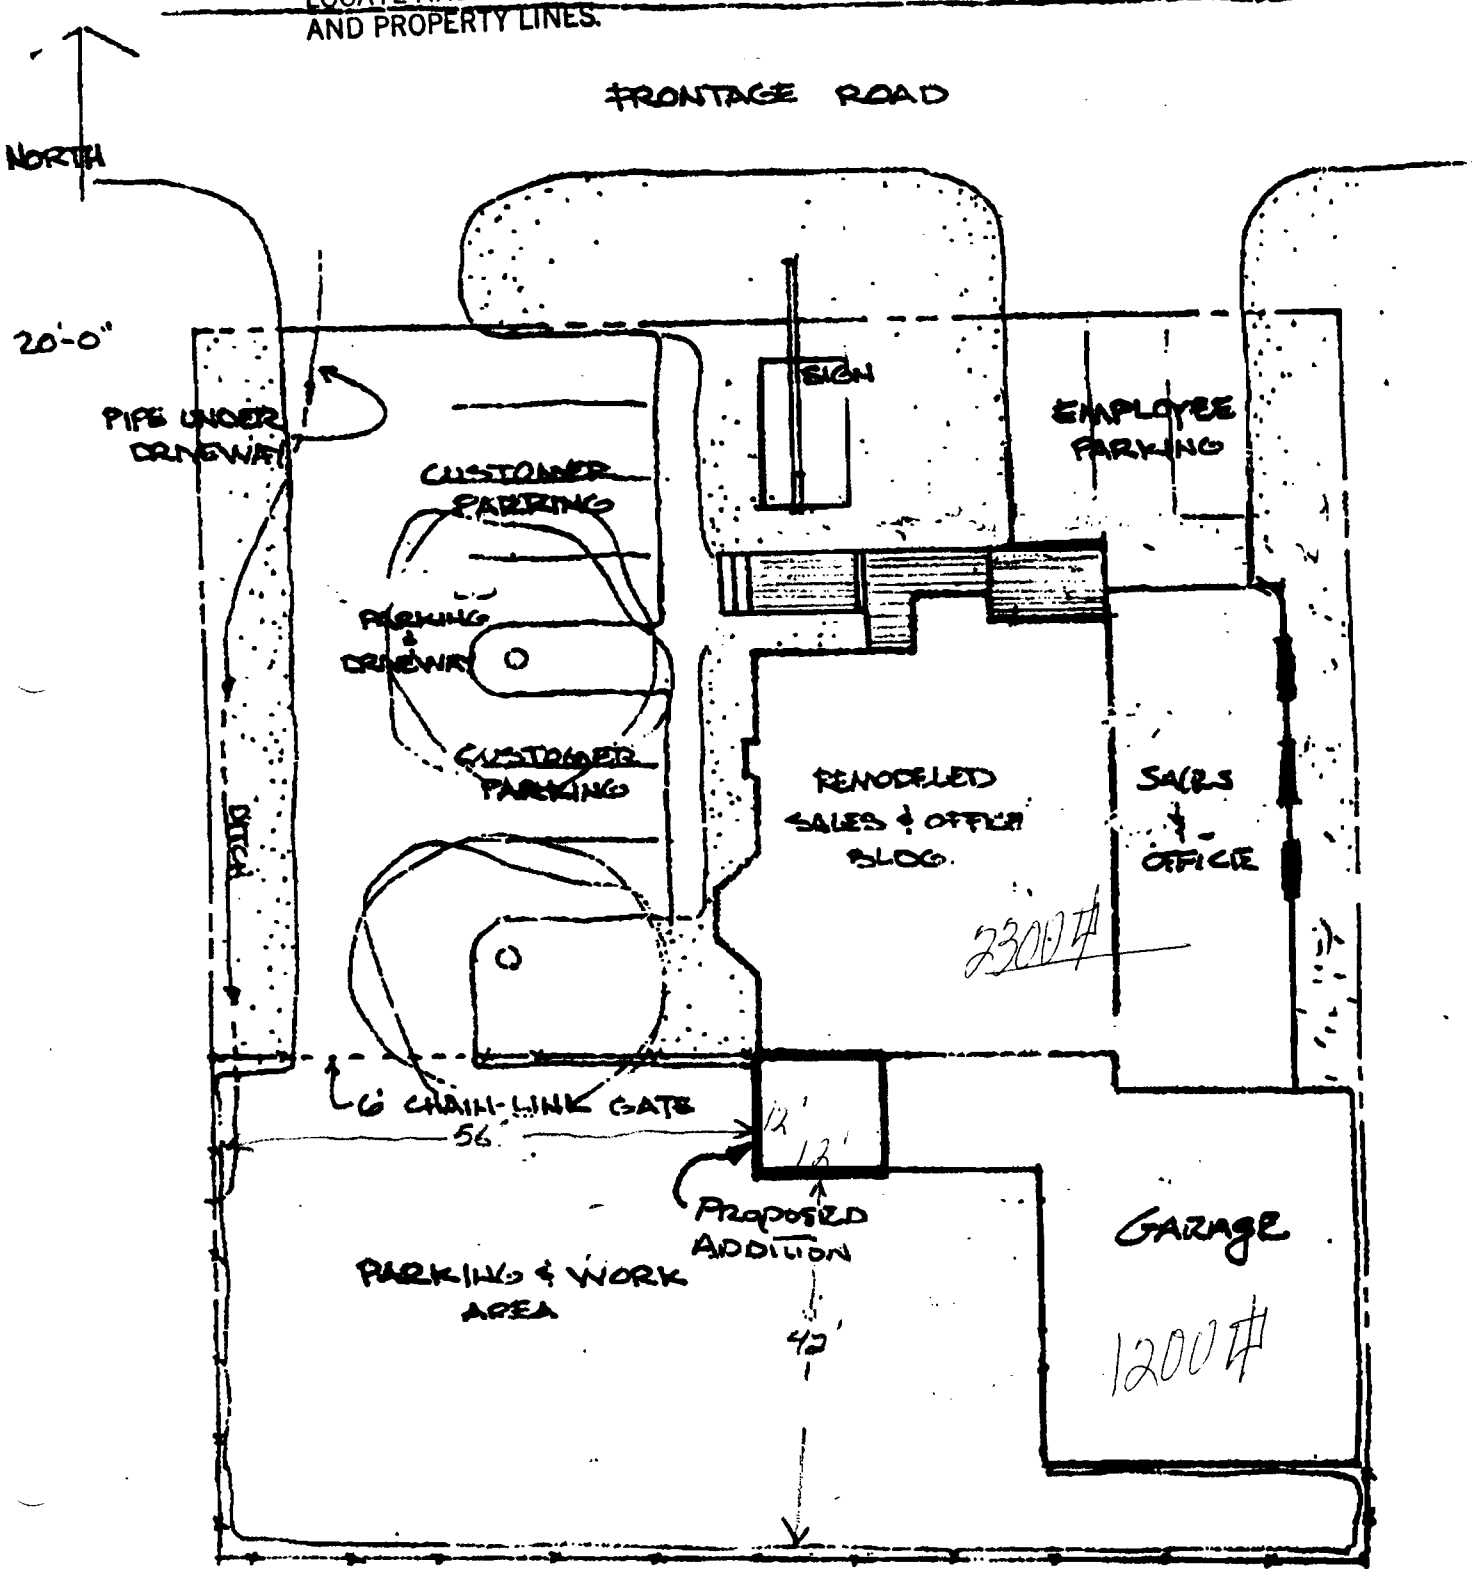 AND PROPERTY LINES.
FRONTAGE ROAD
NORTH
20'-0"
SIGN
PIPE UNDER
DRIVEWAY
EMPLOYEE
PARKING
CUSTOMER
PARKING
PARKING
&
DRIVEWAY
CUSTOMER
PARKING
DITCH
REMODELED
SALES & OFFICE
BLDG.
SALES
&
OFFICE
2300#
6' CHAIN-LINK GATE
56'
12'
12'
PROPOSED
ADDITION
GARAGE
PARKING & WORK
AREA
42'
1200#